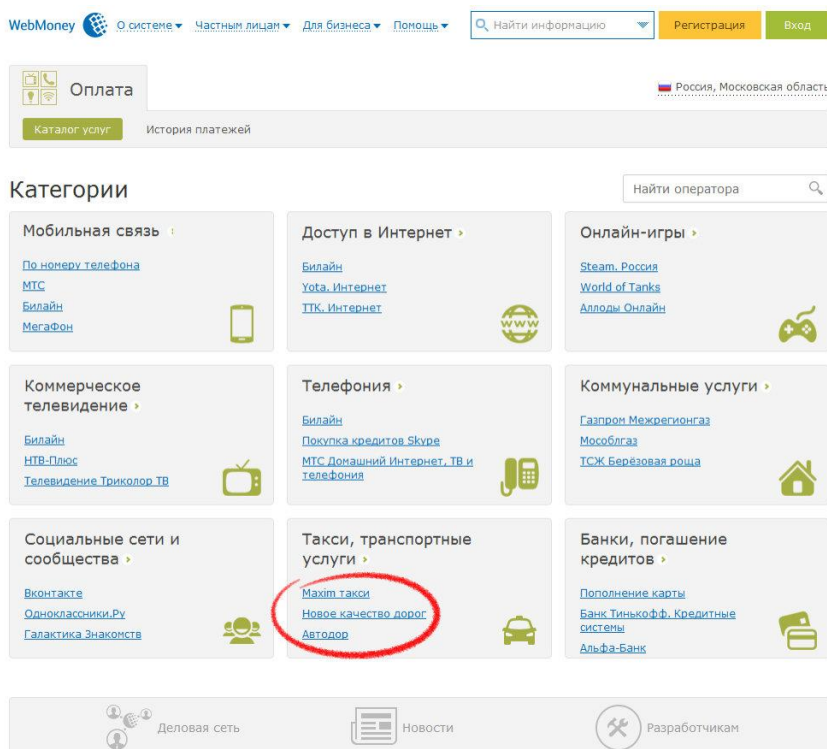 WebMoney О системе Частным лицам Для бизнеса Помощь Найти информацию Регистрация Вход
Оплата
Россия, Московская область
Каталог услуг История платежей
Категории
Найти оператора
Мобильная связь
По номеру телефона
МТС
Билайн
МегаФон
Доступ в Интернет
Билайн
Yota. Интернет
ТТК. Интернет
www
Онлайн-игры
Steam. Россия
World of Tanks
Аллоды Онлайн
Коммерческое
телевидение
Билайн
НТВ-Плюс
Телевидение Триколор ТВ
Телефония
Билайн
Покупка кредитов Skype
МТС Домашний Интернет, ТВ и
телефония
Коммунальные услуги
Газпром Межрегионгаз
Мособлгаз
ТСЖ Берёзовая роща
Социальные сети и
сообщества
Вконтакте
Одноклассники.Ру
Галактика Знакомств
Такси, транспортные
услуги
Maxim такси
Новое качество дорог
Автодор
Банки, погашение
кредитов
Пополнение карты
Банк Тинькофф. Кредитные
системы
Альфа-Банк
Деловая сеть
Новости
Разработчикам